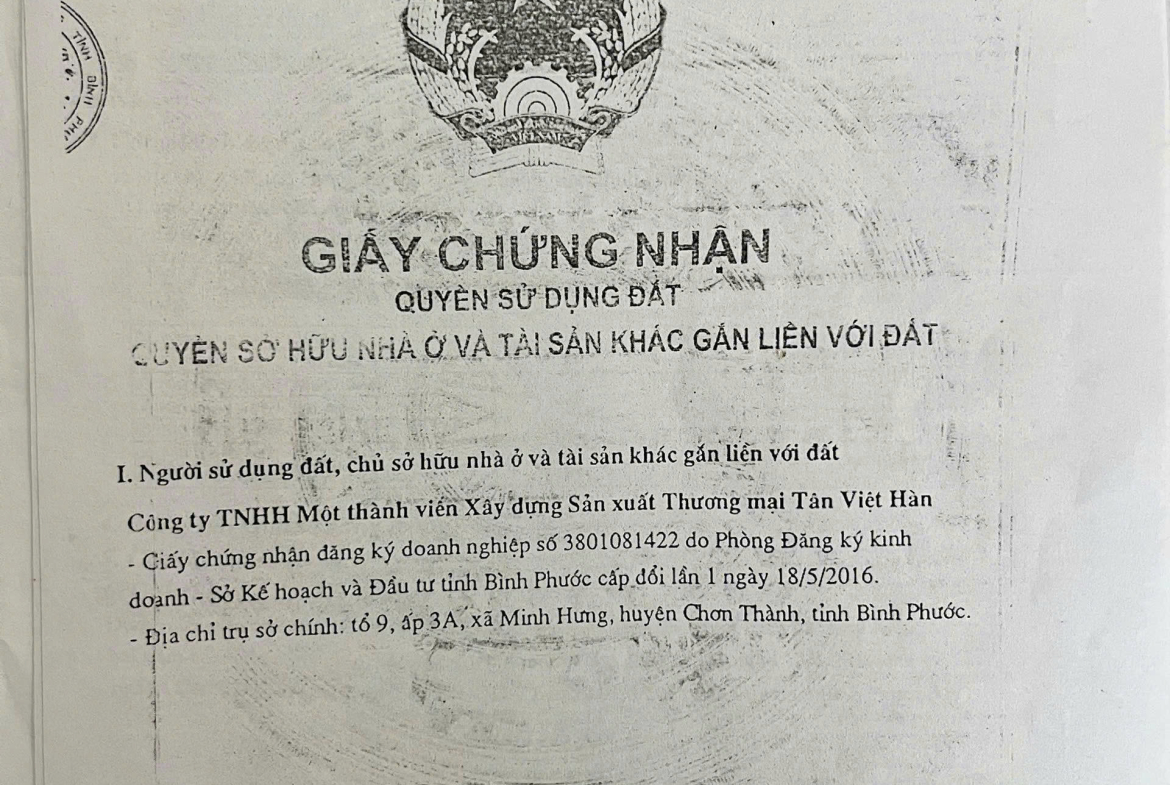 TỈNH BÌNH PHƯ
GIẤY CHỨNG NHẬN
QUYỀN SỬ DỤNG ĐẤT
QUYỀN SỞ HỮU NHÀ Ở VÀ TÀI SẢN KHÁC GẮN LIỀN VỚI ĐẤT
I. Người sử dụng đất, chủ sở hữu nhà ở và tài sản khác gắn liền với đất
Công ty TNHH Một thành viên Xây dựng Sản xuất Thương mại Tân Việt Hàn
- Giấy chứng nhận đăng ký doanh nghiệp số 3801081422 do Phòng Đăng ký kinh
doanh - Sở Kế hoạch và Đầu tư tỉnh Bình Phước cấp đổi lần 1 ngày 18/5/2016.
- Địa chỉ trụ sở chính: tổ 9, ấp 3A, xã Minh Hưng, huyện Chơn Thành, tỉnh Bình Phước.